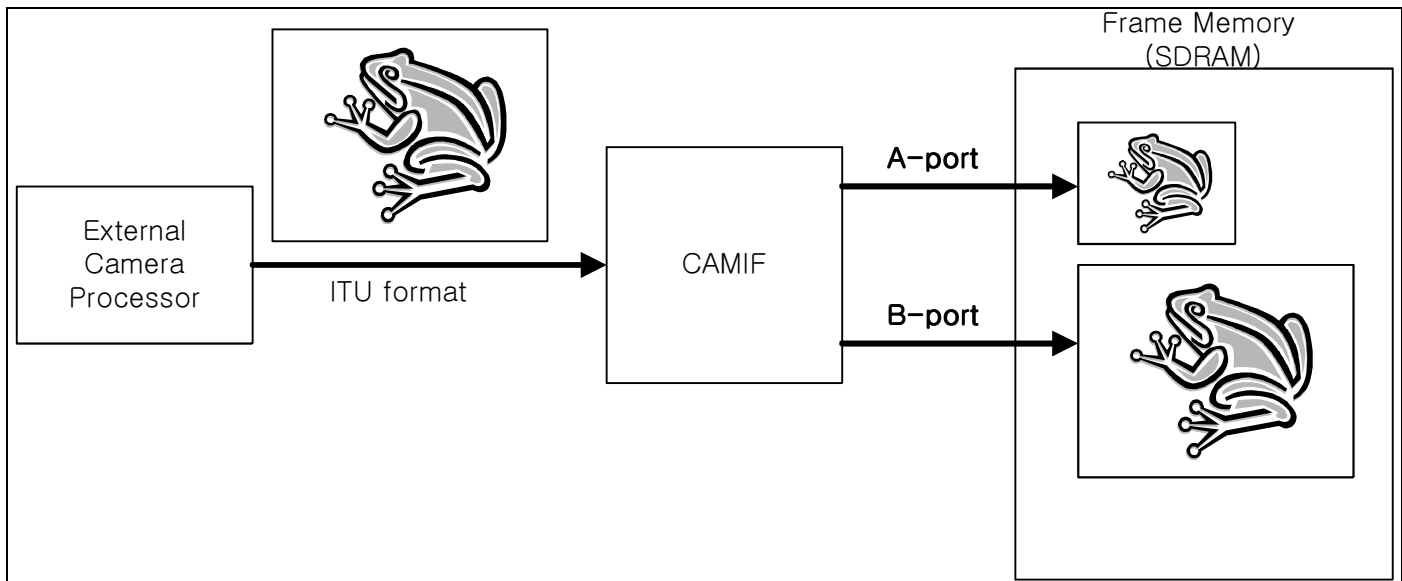 Frame Memory
(SDRAM)
External
Camera
Processor
ITU format
CAMIF
A-port
B-port